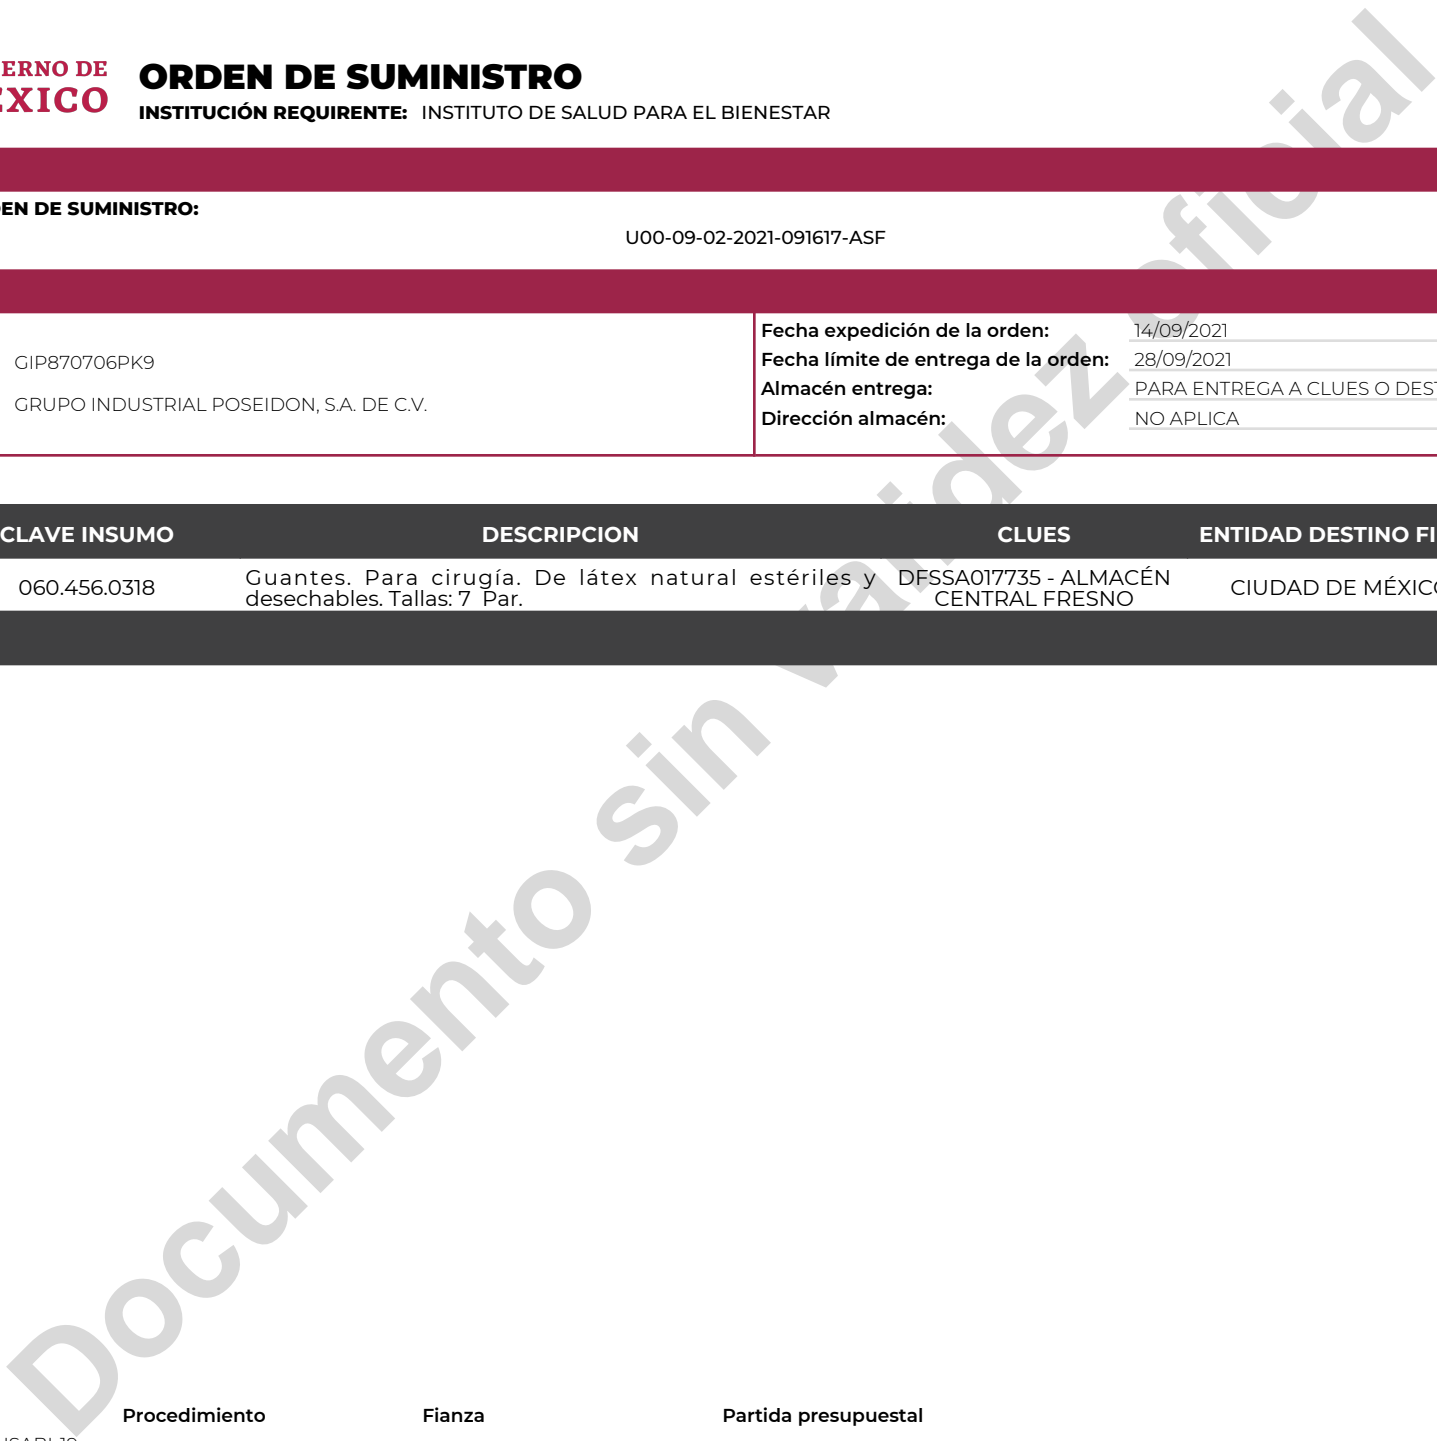 ERNO DE
EXICO
ORDEN DE SUMINISTRO
INSTITUCIÓN REQUIRENTE: INSTITUTO DE SALUD PARA EL BIENESTAR
EN DE SUMINISTRO:
U00-09-02-2021-091617-ASF
GIP870706PK9
GRUPO INDUSTRIAL POSEIDON, S.A. DE C.V.
Fecha expedición de la orden: 14/09/2021
Fecha límite de entrega de la orden: 28/09/2021
Almacén entrega: PARA ENTREGA A CLUES O DEST
Dirección almacén: NO APLICA
CLAVE INSUMO DESCRIPCION CLUES ENTIDAD DESTINO FI
060.456.0318 Guantes. Para cirugía. De látex natural estériles y desechables. Tallas: 7 Par. DFSSA017735 - ALMACÉN CENTRAL FRESNO CIUDAD DE MÉXICO
Documento sin validez oficial
Procedimiento Fianza Partida presupuestal